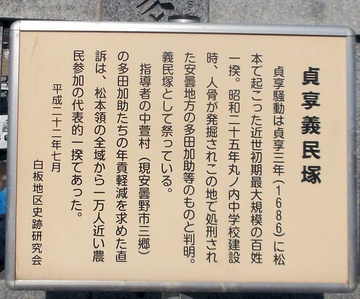 貞享義民塚
貞享騒動は貞享三年(1686)に松
本で起こった近世初期最大規模の百姓
一揆。昭和二十五年丸ノ内中学校建設
時、人骨が発掘されこの地で処刑され
た安曇地方の多田加助等のものと判明。
義民塚として祭っている。
指導者の中萱村(現安曇野市三郷)
の多田加助たちの年貢軽減を求めた直
訴は、松本領の全域から一万人近い農
民参加の代表的一揆であった。
平成二十二年七月
白板地区史跡研究会